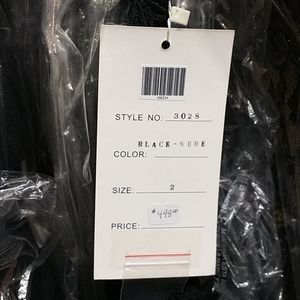 STYLE NO: 3028
BLACK-NUDE
COLOR:
SIZE: 2
PRICE: $498